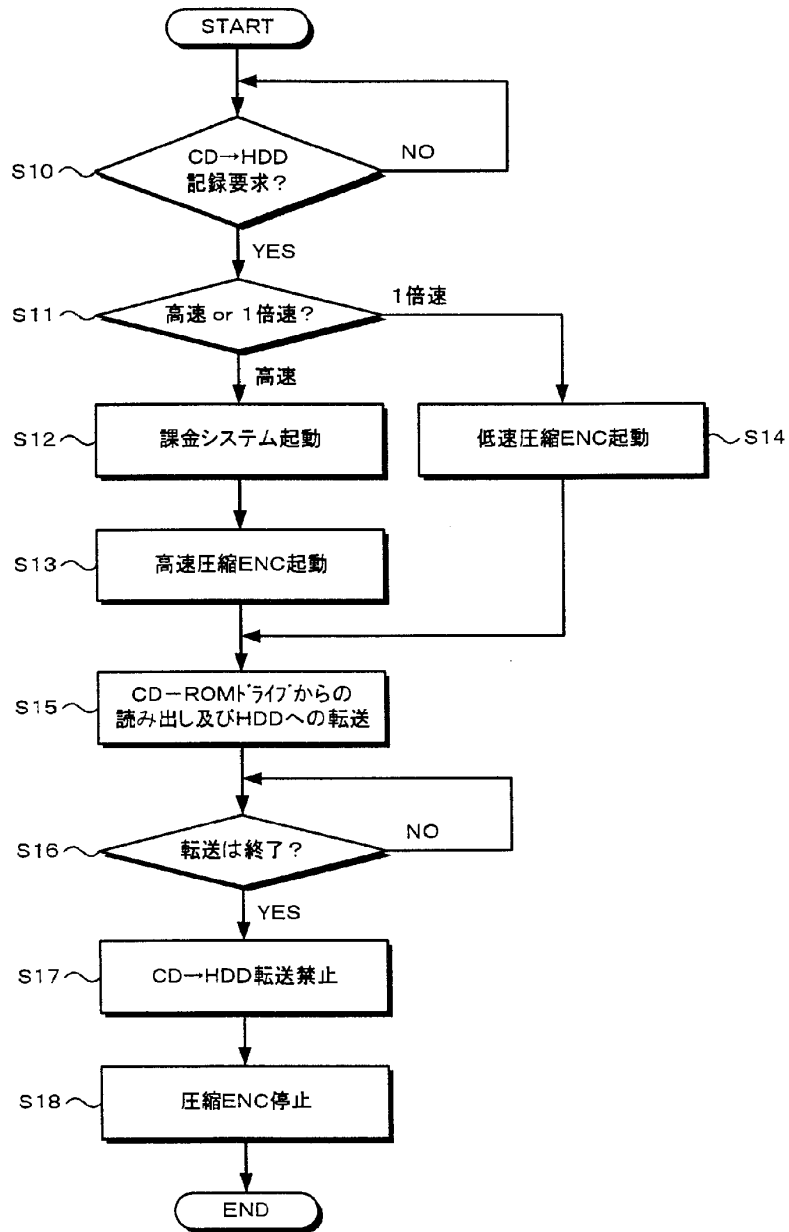 START
S10
CD→HDD
記録要求？
NO
YES
S11
高速 or 1倍速？
1倍速
高速
S12
課金システム起動
低速圧縮ENC起動
S14
S13
高速圧縮ENC起動
S15
CD－ROMﾄﾞﾗｲﾌﾞからの
読み出し及びHDDへの転送
S16
転送は終了？
NO
YES
S17
CD→HDD転送禁止
S18
圧縮ENC停止
END